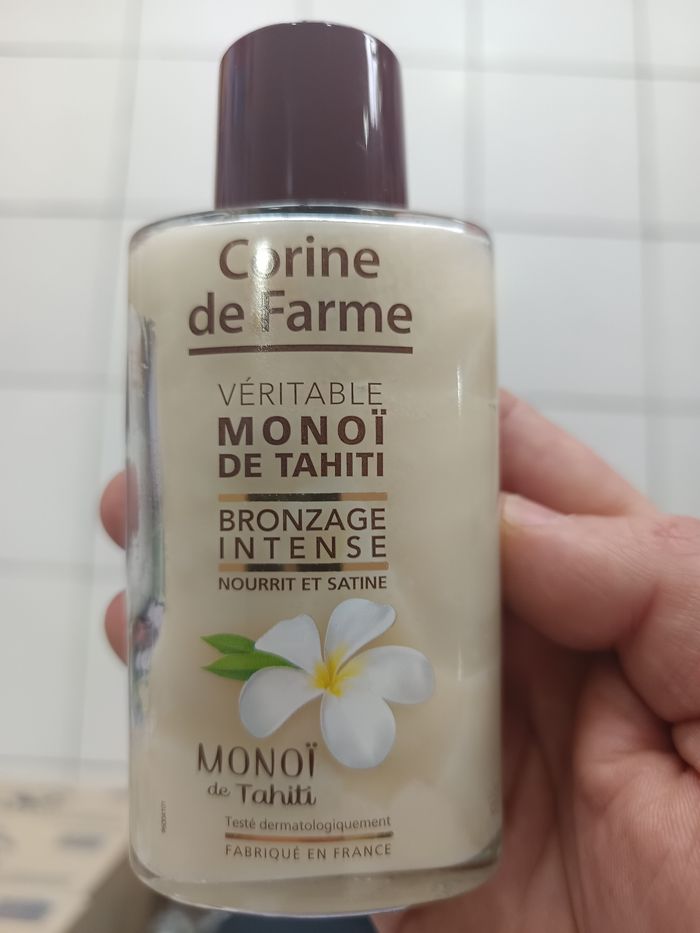 Corine
de Farme
VÉRITABLE
MONOÏ
DE TAHITI
BRONZAGE
INTENSE
NOURRIT ET SATINE
MONOÏ
de Tahiti
Testé dermatologiquement
FABRIQUÉ EN FRANCE